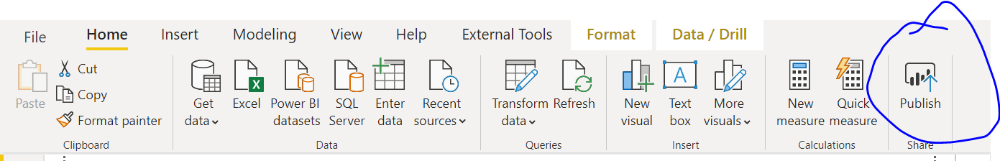 File Home Insert Modeling View Help External Tools Format Data / Drill
Paste
Cut
Copy
Format painter
Clipboard
Get data
Excel
Power BI datasets
SQL Server
Enter data
Recent sources
Data
Transform data
Refresh
Queries
New visual
A
Text box
More visuals
Insert
New measure
Quick measure
Calculations
Publish
Share